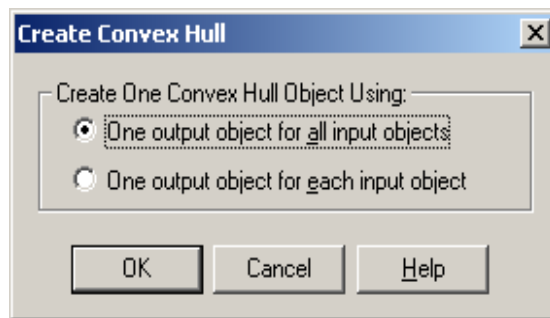 Create Convex Hull
Create One Convex Hull Object Using:
One output object for all input objects
One output object for each input object
OK Cancel Help